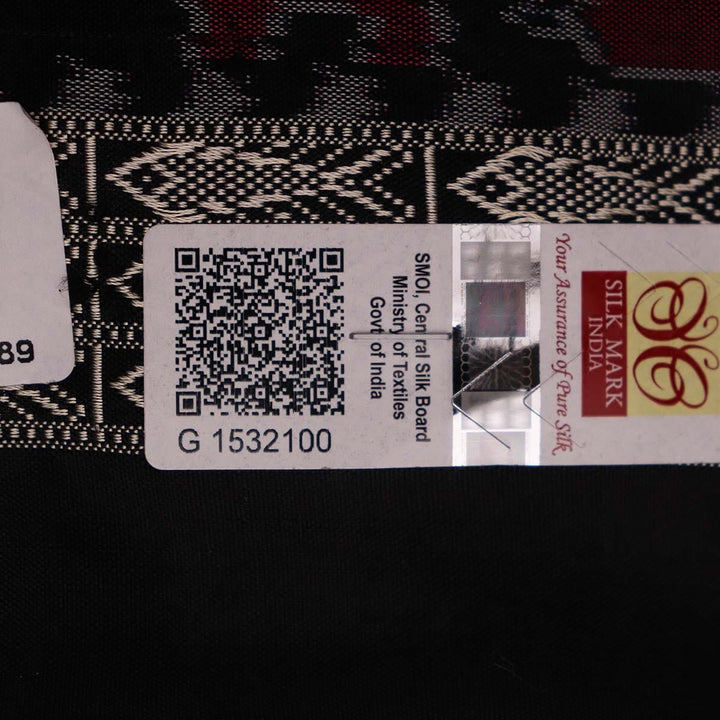 89
G 1532100
SMOI, Central Silk Board
Ministry of Textiles
Govt of India
Your Assurance of Pure Silk
SILK MARK
INDIA